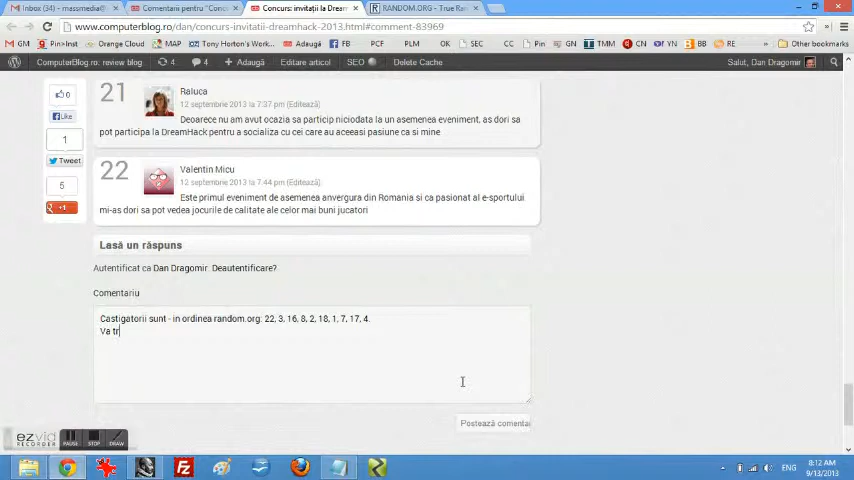 Inbox (4) - massmedia@
Comentarii pentru "Conc
Concurs: invitatii la Dream
RANDOM.ORG - True Ran
www.computerblog.ro/dan/concurs-invitatii-dreamhack-2013.html#comment-83969
GM Pin>Inst Orange Cloud Tony Horton's Work FBF PCF PLM OK SEC CC Pin GN TMM CN YN BB RE Other bookmarks
ComputerBlog.ro: review blog 4 4 Adaugă Editare articol SEO Delete Cache Salut, Dan Dragomir
0
Like
1
Tweet
5
+1
21
Raluca
12 septembrie 2013 la 7:37 pm (Editează)
Deoarece nu am avut ocazia sa particip niciodata la un asemenea eveniment, as dori sa
pot participa la DreamHack pentru a socializa cu cei care au aceeasi pasiune ca si mine
22
Valentin Micu
12 septembrie 2013 la 7:44 pm (Editează)
Este primul eveniment de asemenea anvergura din Romania si ca pasionat al e-sportului
mi-as dori sa pot vedea jocurile de calitate ale celor mai buni jucatori
Lasă un răspuns
Autentificat ca Dan Dragomir. Deautentificare?
Comentariu
Castigatorii sunt - in ordinea random.org: 22, 3, 16, 8, 2, 18, 1, 7, 17, 4.
Va tr
Postează comentar
ezvid
RECORDER
PAUSE STOP DRAW
ENG
8:12 AM
9/13/2013